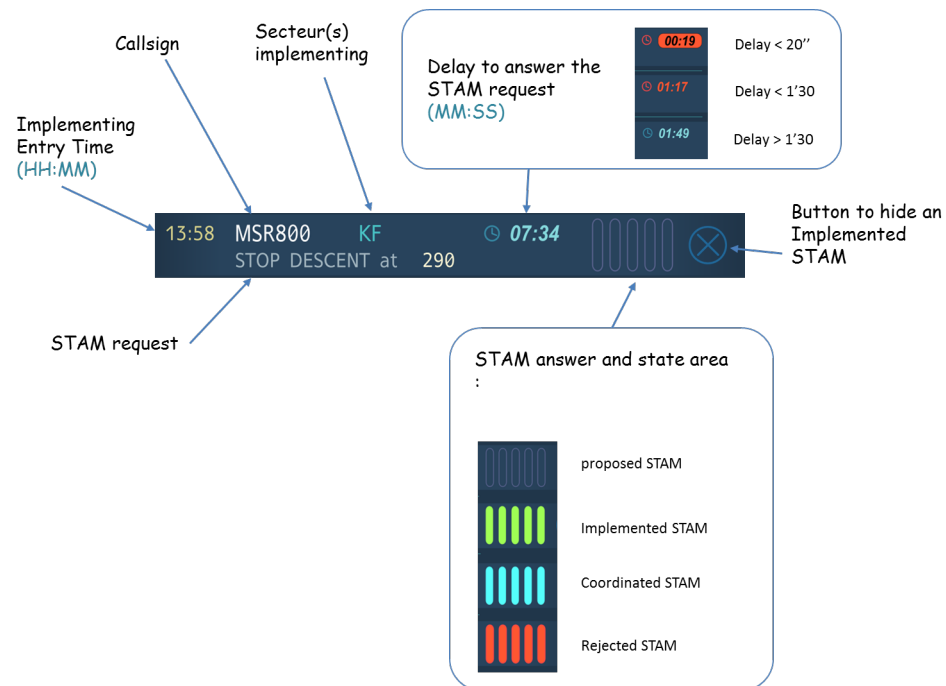 Callsign
Secteur(s)
implementing
Implementing
Entry Time
(HH:MM)
Delay to answer the
STAM request
(MM:SS)
00:19 Delay < 20’’
01:17 Delay < 1’30
01:49 Delay > 1’30
13:58 MSR800 KF 07:34
STOP DESCENT at 290
Button to hide an
Implemented
STAM
STAM request
STAM answer and state area
:
proposed STAM
Implemented STAM
Coordinated STAM
Rejected STAM